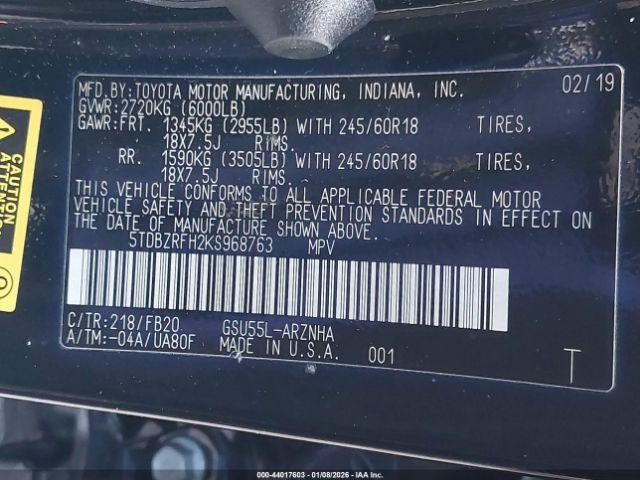 MFD.BY:TOYOTA MOTOR MANUFACTURING, INDIANA, INC. 02/19
GVWR:2720KG (6000LB)
GAWR:FRT. 1345KG (2955LB) WITH 245/60R18 TIRES,
18X7.5J RIMS.
RR. 1590KG (3505LB) WITH 245/60R18 TIRES,
18X7.5J RIMS.
THIS VEHICLE CONFORMS TO ALL APPLICABLE FEDERAL MOTOR
VEHICLE SAFETY AND THEFT PREVENTION STANDARDS IN EFFECT ON
THE DATE OF MANUFACTURE SHOWN ABOVE.
5TDBZRFH2KS968763 MPV
C/TR:218/FB20 GSU55L-ARZNHA
A/TM:-04A/UA80F MADE IN U.S.A. 001 T
CAUTION
ATTENTION
000-44017603 | 01/08/2026 - IAA Inc.